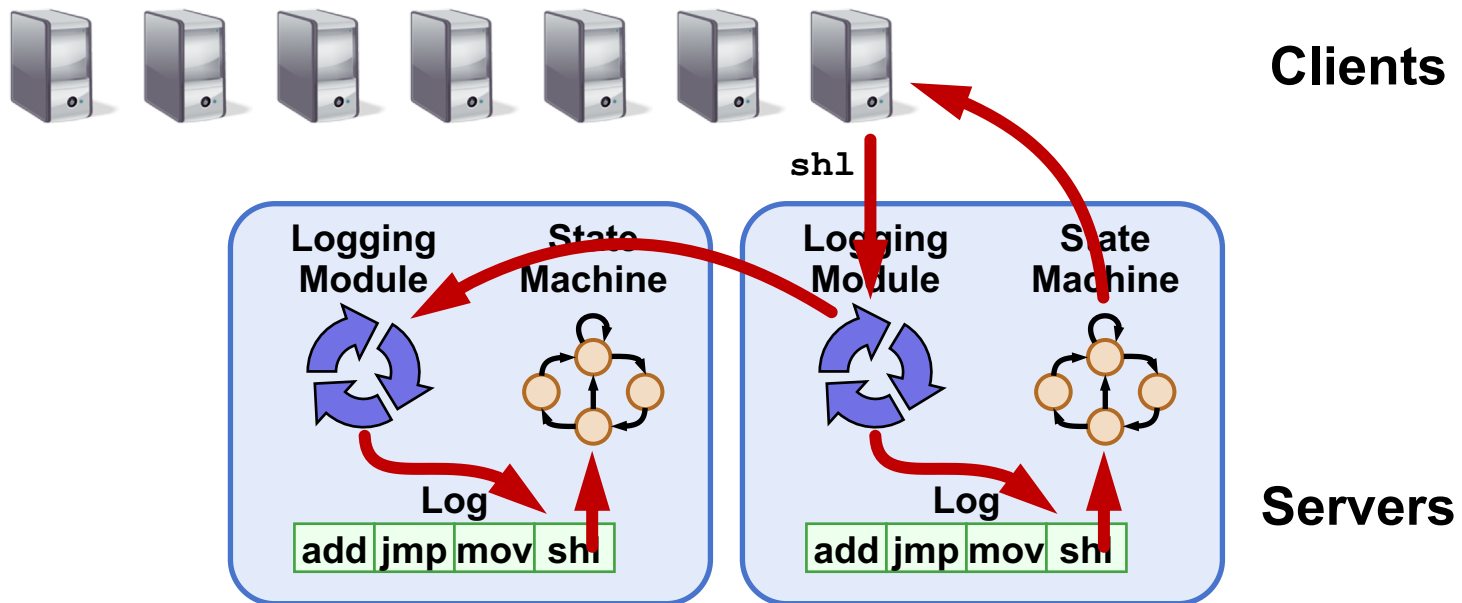 Clients
shl
Logging
Module
State
Machine
Log
add jmp mov shl
Logging
Module
State
Machine
Log
add jmp mov shl
Servers